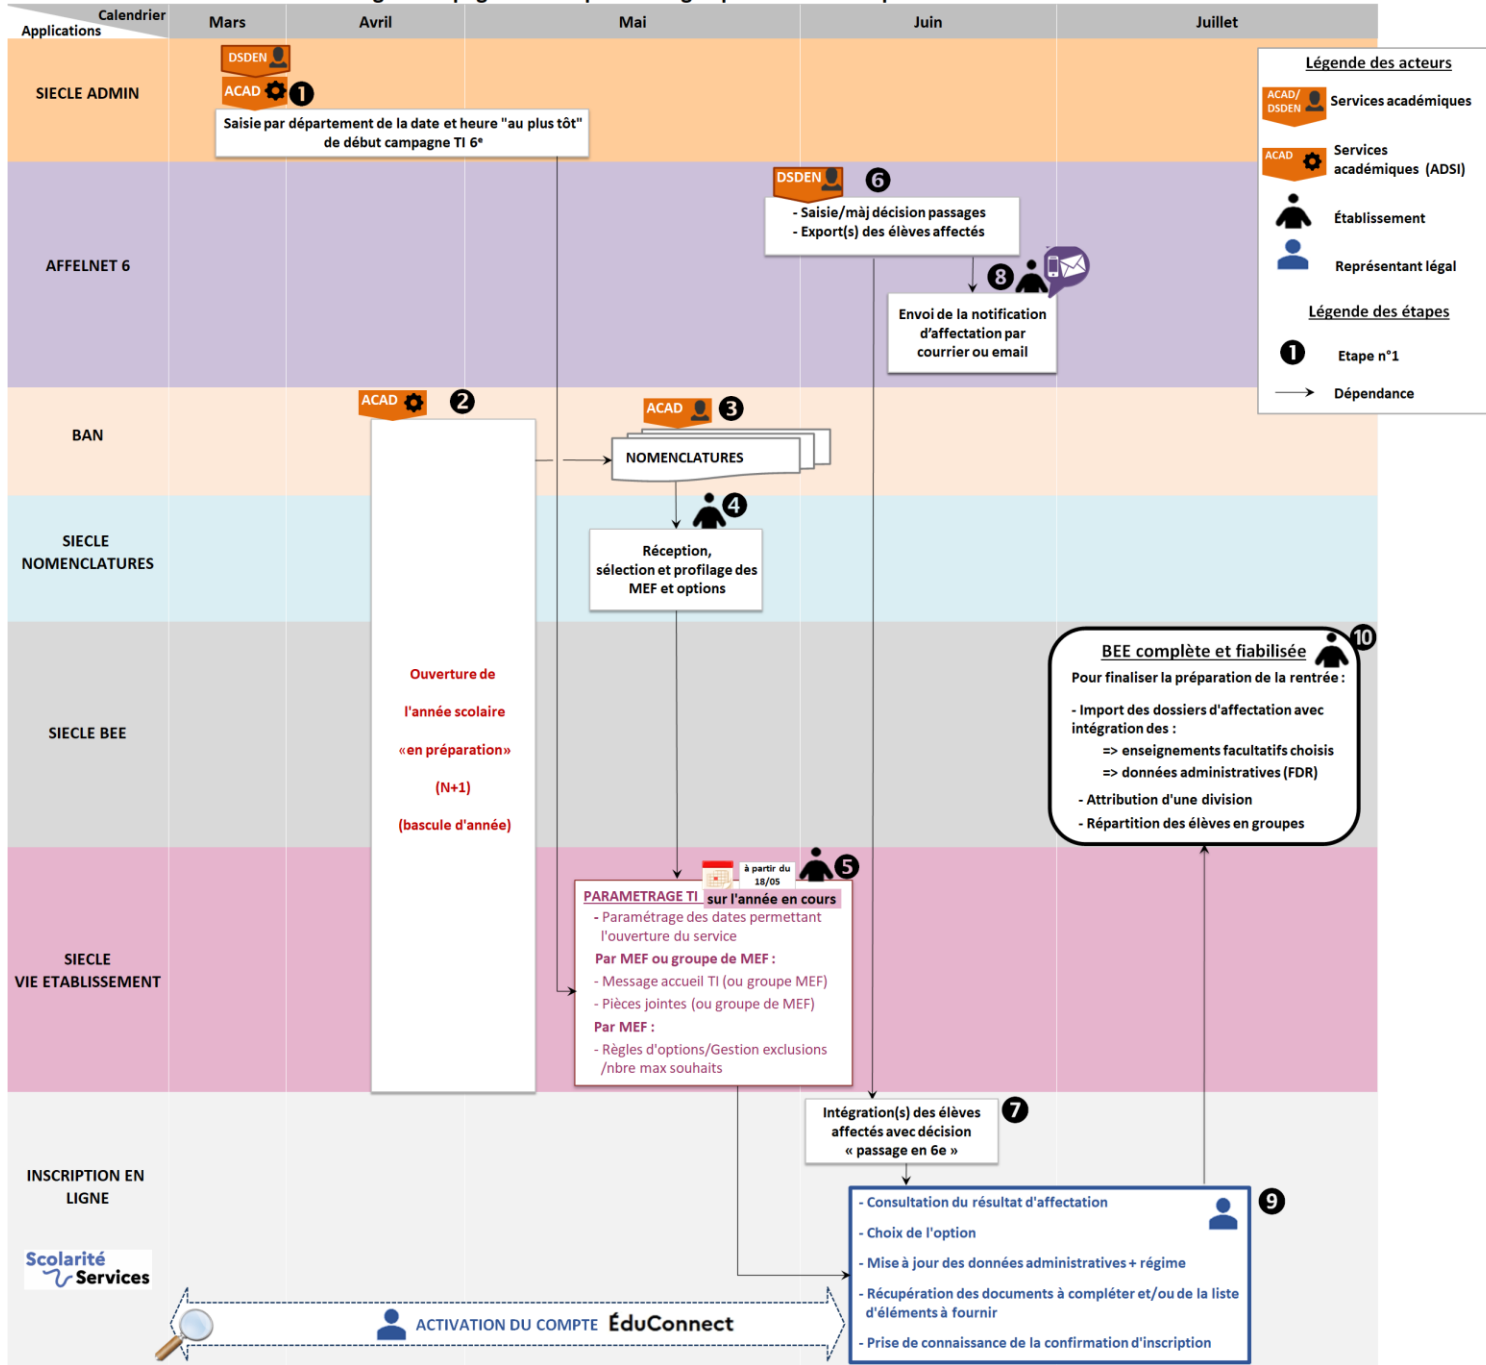 Calendrier
Applications
Mars
Avril
Mai
Juin
Juillet
SIECLE ADMIN
DSDEN
ACAD
1
Saisie par département de la date et heure "au plus tôt"
de début campagne TI 6ᵉ
Légende des acteurs
ACAD/
DSDEN
Services académiques
ACAD
Services
académiques (ADSI)
Établissement
Représentant légal
Légende des étapes
1
Etape n°1
Dépendance
AFFELNET 6
DSDEN
6
- Saisie/màj décision passages
- Export(s) des élèves affectés
8
Envoi de la notification
d'affectation par
courrier ou email
BAN
ACAD
2
ACAD
3
NOMENCLATURES
SIECLE
NOMENCLATURES
4
Réception,
sélection et profilage des
MEF et options
SIECLE BEE
Ouverture de
l'année scolaire
«en préparation»
(N+1)
(bascule d'année)
10
BEE complète et fiabilisée
Pour finaliser la préparation de la rentrée :
- Import des dossiers d'affectation avec
intégration des :
=> enseignements facultatifs choisis
=> données administratives (FDR)
- Attribution d'une division
- Répartition des élèves en groupes
SIECLE
VIE ETABLISSEMENT
à partir du
18/05
5
PARAMETRAGE TI
sur l'année en cours
- Paramétrage des dates permettant
l'ouverture du service
Par MEF ou groupe de MEF :
- Message accueil TI (ou groupe MEF)
- Pièces jointes (ou groupe de MEF)
Par MEF :
- Règles d'options/Gestion exclusions
/nbre max souhaits
INSCRIPTION EN
LIGNE
Scolarité
Services
7
Intégration(s) des élèves
affectés avec décision
« passage en 6e »
9
- Consultation du résultat d'affectation
- Choix de l'option
- Mise à jour des données administratives + régime
- Récupération des documents à compléter et/ou de la liste
d'éléments à fournir
- Prise de connaissance de la confirmation d'inscription
ACTIVATION DU COMPTE ÉduConnect